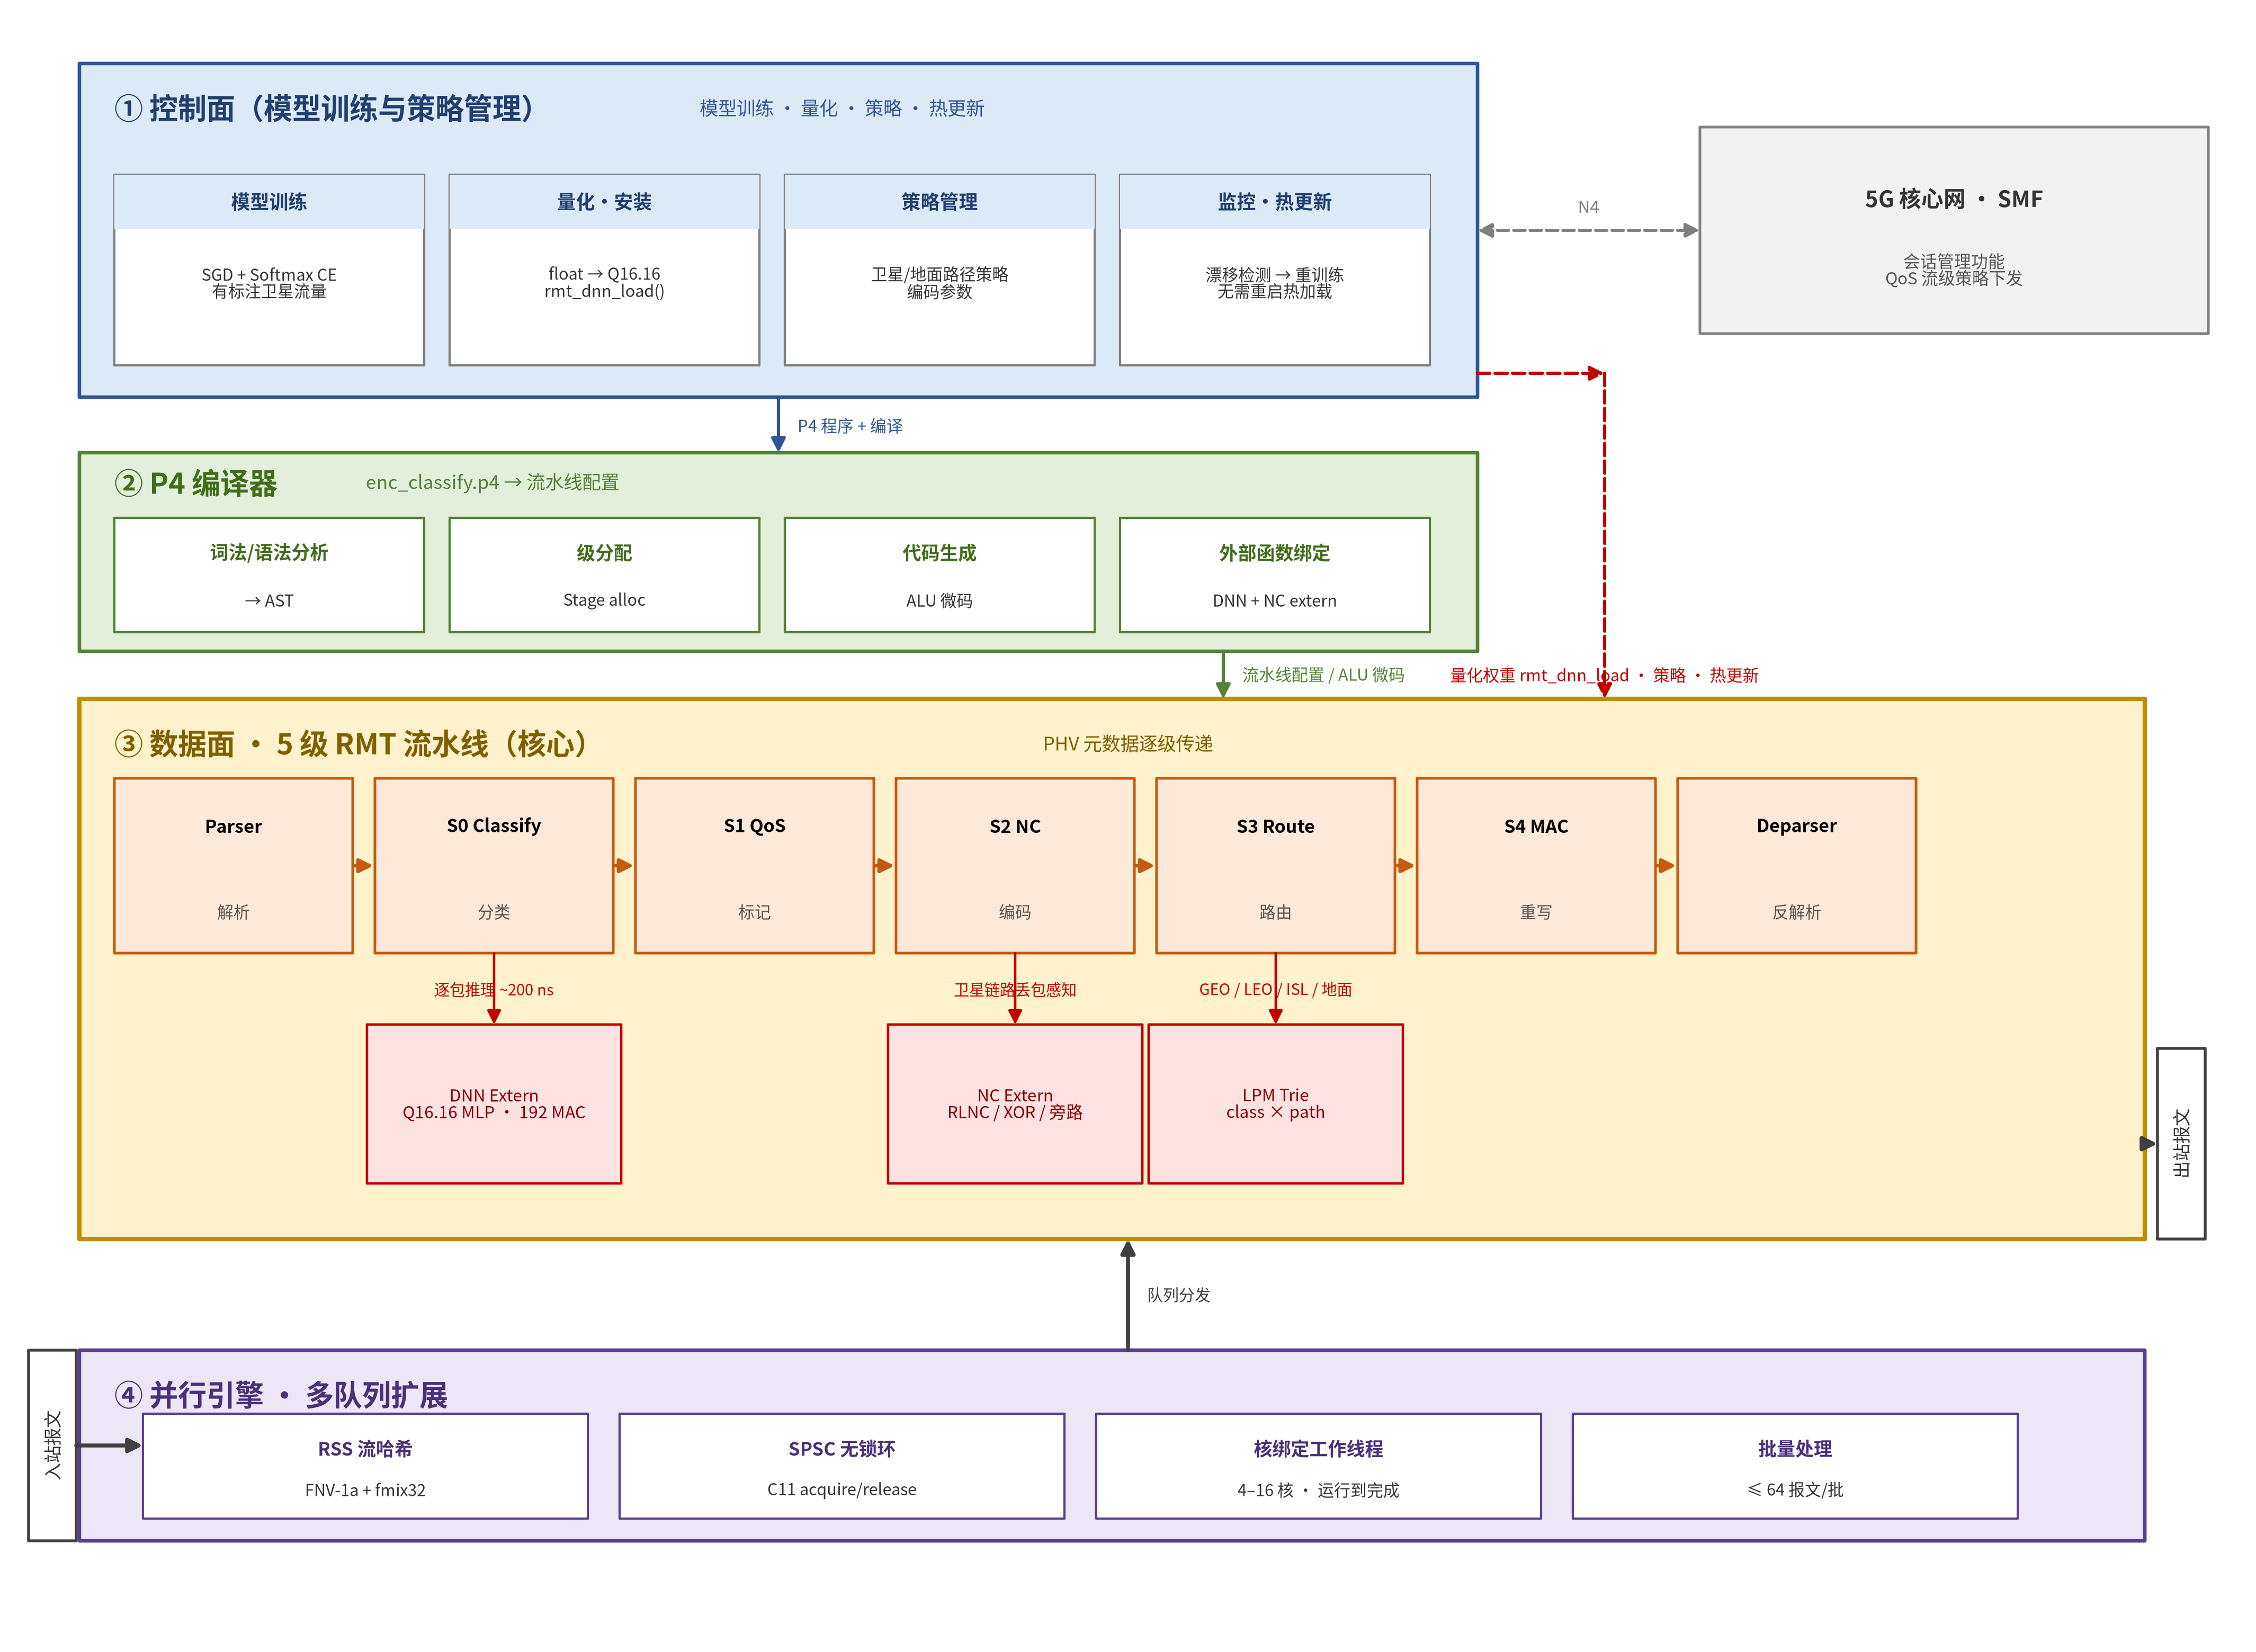 ① 控制面（模型训练与策略管理）
模型训练 · 量化 · 策略 · 热更新
模型训练
SGD + Softmax CE
有标注卫星流量
量化·安装
float → Q16.16
rmt_dnn_load()
策略管理
卫星/地面路径策略
编码参数
监控·热更新
漂移检测 → 重训练
无需重启热加载
N4
5G 核心网 · SMF
会话管理功能
QoS 流级策略下发
P4 程序 + 编译
② P4 编译器
enc_classify.p4 → 流水线配置
词法/语法分析
→ AST
级分配
Stage alloc
代码生成
ALU 微码
外部函数绑定
DNN + NC extern
流水线配置 / ALU 微码
量化权重 rmt_dnn_load · 策略 · 热更新
③ 数据面 · 5 级 RMT 流水线（核心）
PHV 元数据逐级传递
Parser
解析
S0 Classify
分类
S1 QoS
标记
S2 NC
编码
S3 Route
路由
S4 MAC
重写
Deparser
反解析
逐包推理 ~200 ns
卫星链路丢包感知
GEO / LEO / ISL / 地面
DNN Extern
Q16.16 MLP · 192 MAC
NC Extern
RLNC / XOR / 旁路
LPM Trie
class × path
出站报文
队列分发
入站报文
④ 并行引擎 · 多队列扩展
RSS 流哈希
FNV-1a + fmix32
SPSC 无锁环
C11 acquire/release
核绑定工作线程
4–16 核 · 运行到完成
批量处理
≤ 64 报文/批